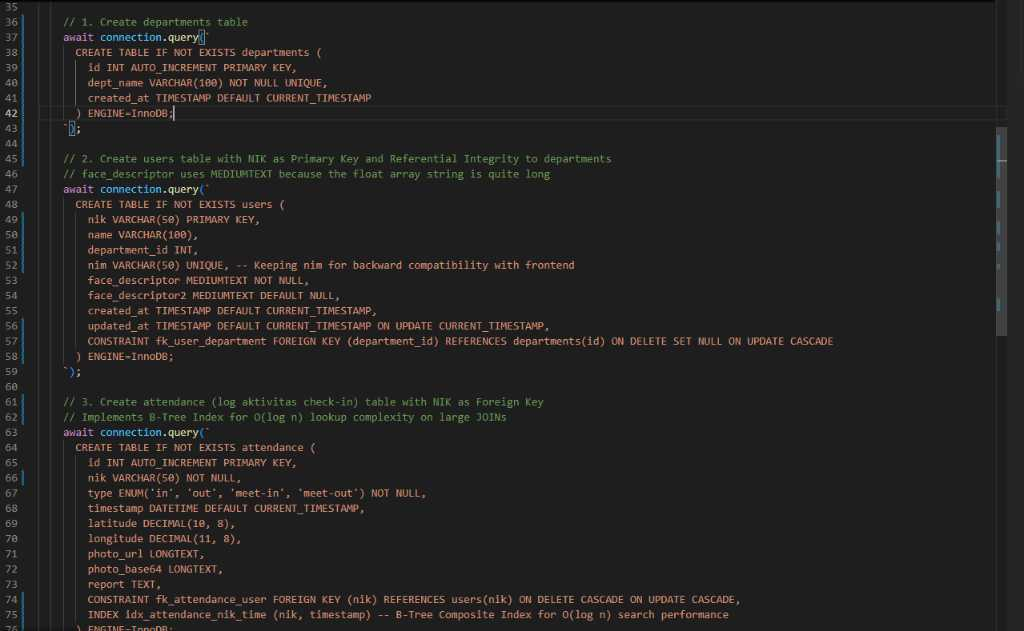 35
36 // 1. Create departments table
37 await connection.query(`
38 CREATE TABLE IF NOT EXISTS departments (
39 id INT AUTO_INCREMENT PRIMARY KEY,
40 dept_name VARCHAR(100) NOT NULL UNIQUE,
41 created_at TIMESTAMP DEFAULT CURRENT_TIMESTAMP
42 ) ENGINE=InnoDB;
43 `);
44
45 // 2. Create users table with NIK as Primary Key and Referential Integrity to departments
46 // face_descriptor uses MEDIUMTEXT because the float array string is quite long
47 await connection.query(`
48 CREATE TABLE IF NOT EXISTS users (
49 nik VARCHAR(50) PRIMARY KEY,
50 name VARCHAR(100),
51 department_id INT,
52 nim VARCHAR(50) UNIQUE, -- Keeping nim for backward compatibility with frontend
53 face_descriptor MEDIUMTEXT NOT NULL,
54 face_descriptor2 MEDIUMTEXT DEFAULT NULL,
55 created_at TIMESTAMP DEFAULT CURRENT_TIMESTAMP,
56 updated_at TIMESTAMP DEFAULT CURRENT_TIMESTAMP ON UPDATE CURRENT_TIMESTAMP,
57 CONSTRAINT fk_user_department FOREIGN KEY (department_id) REFERENCES departments(id) ON DELETE SET NULL ON UPDATE CASCADE
58 ) ENGINE=InnoDB;
59 `);
60
61 // 3. Create attendance (log aktivitas check-in) table with NIK as Foreign Key
62 // Implements B-Tree Index for O(log n) lookup complexity on large JOINs
63 await connection.query(`
64 CREATE TABLE IF NOT EXISTS attendance (
65 id INT AUTO_INCREMENT PRIMARY KEY,
66 nik VARCHAR(50) NOT NULL,
67 type ENUM('in', 'out', 'meet-in', 'meet-out') NOT NULL,
68 timestamp DATETIME DEFAULT CURRENT_TIMESTAMP,
69 latitude DECIMAL(10, 8),
70 longitude DECIMAL(11, 8),
71 photo_url LONGTEXT,
72 photo_base64 LONGTEXT,
73 report TEXT,
74 CONSTRAINT fk_attendance_user FOREIGN KEY (nik) REFERENCES users(nik) ON DELETE CASCADE ON UPDATE CASCADE,
75 INDEX idx_attendance_nik_time (nik, timestamp) -- B-Tree Composite Index for O(log n) search performance
76 ) ENGINE=InnoDB;